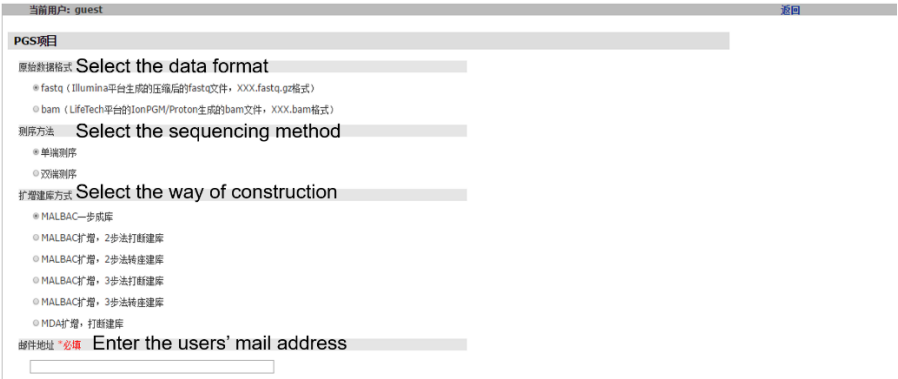 当前用户: guest 返回
PGS项目
原始数据格式 Select the data format
fastq（Illumina平台生成的压缩后的fastq文件，XXX.fastq.gz格式）
bam（LifeTech平台的IonPGM/Proton生成的bam文件，XXX.bam格式）
测序方法 Select the sequencing method
单端测序
双端测序
扩增建库方式 Select the way of construction
MALBAC一步成库
MALBAC扩增，2步法打断建库
MALBAC扩增，2步法转座建库
MALBAC扩增，3步法打断建库
MALBAC扩增，3步法转座建库
MDA扩增，打断建库
邮件地址 *必填 Enter the users' mail address